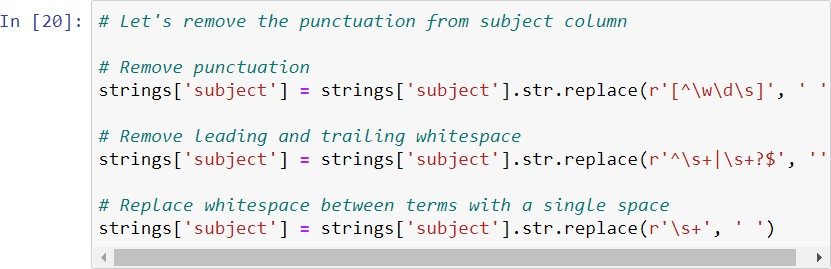 In [20]: # Let's remove the punctuation from subject column
# Remove punctuation
strings['subject'] = strings['subject'].str.replace(r'[^\w\d\s]', ' '
# Remove leading and trailing whitespace
strings['subject'] = strings['subject'].str.replace(r'^\s+|\s+?$', ''
# Replace whitespace between terms with a single space
strings['subject'] = strings['subject'].str.replace(r'\s+', ' ')